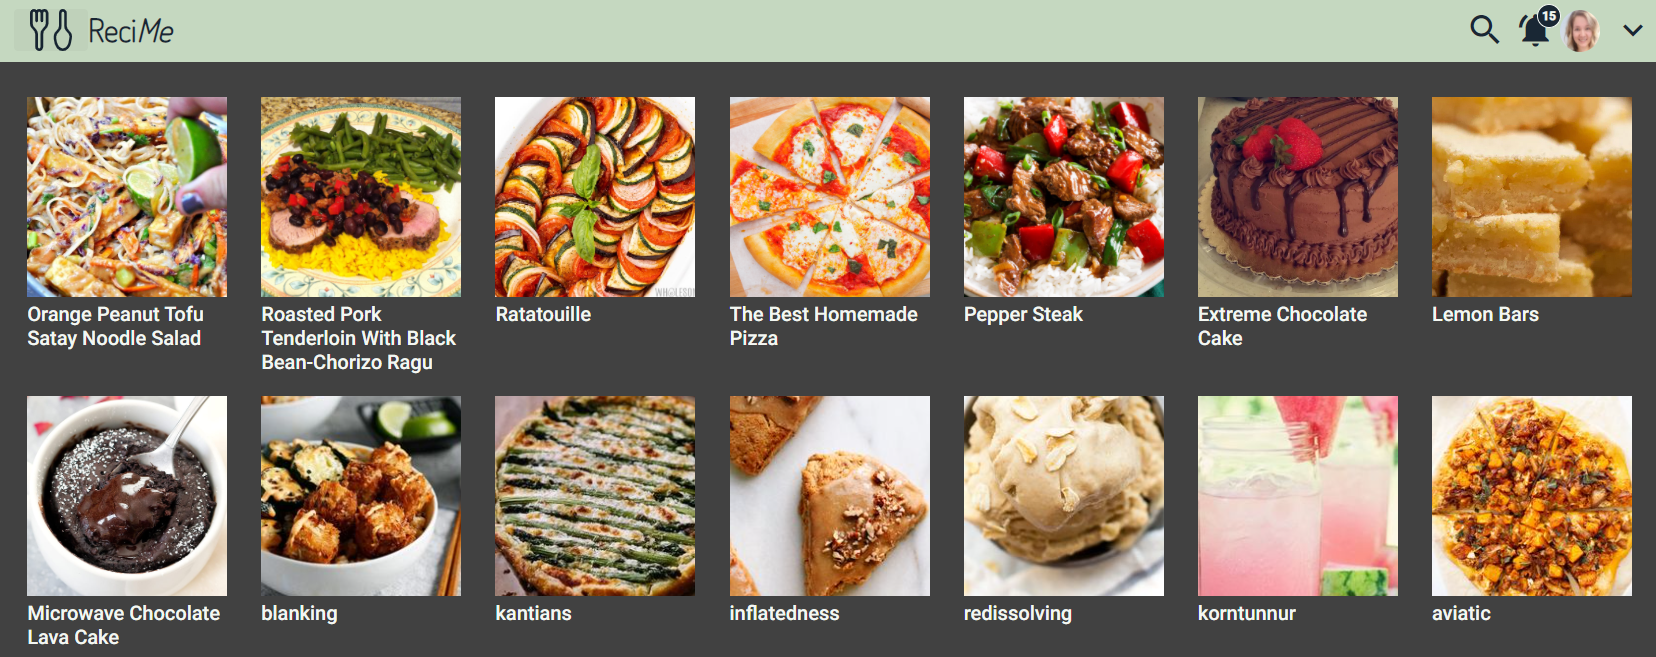 ReciMe
15
Orange Peanut Tofu
Satay Noodle Salad
Roasted Pork
Tenderloin With Black
Bean-Chorizo Ragu
Ratatouille
The Best Homemade
Pizza
Pepper Steak
Extreme Chocolate
Cake
Lemon Bars
Microwave Chocolate
Lava Cake
blanking
kantians
inflatedness
redissolving
korntunnur
aviatic